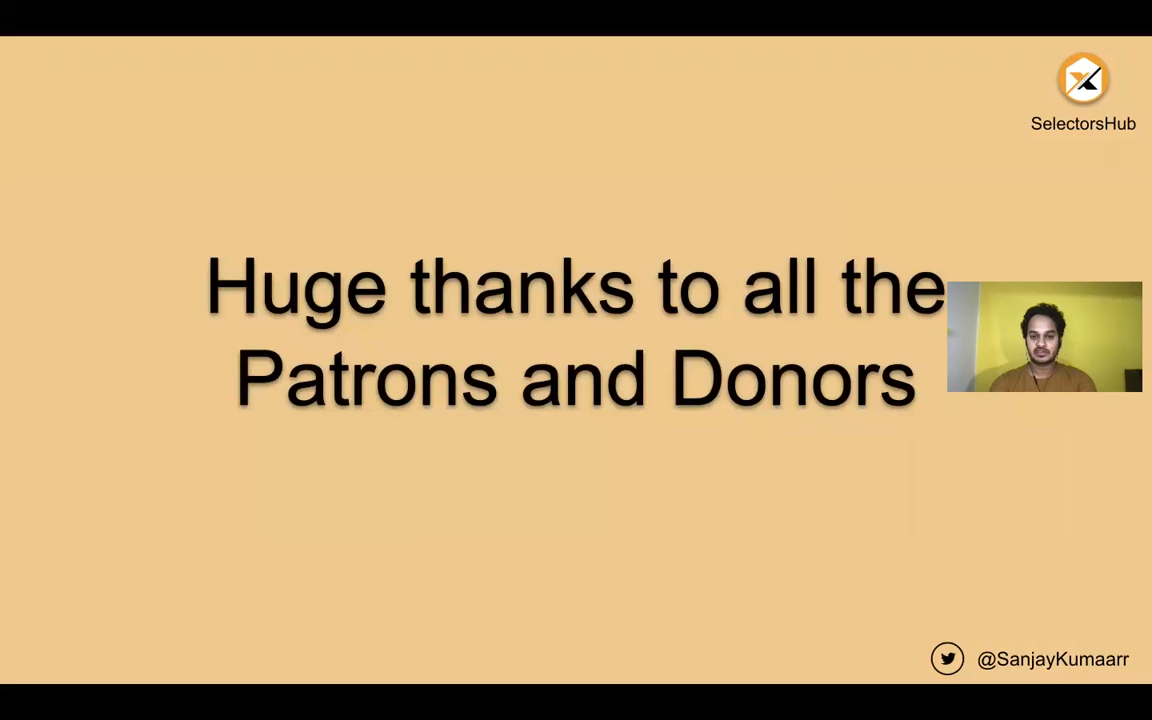 SelectorsHub
Huge thanks to all the
Patrons and Donors
@SanjayKumaarr